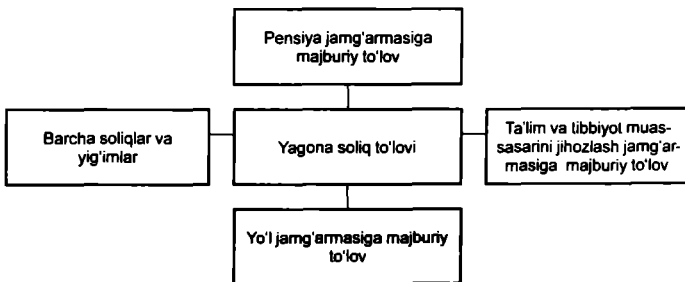 Pensiya jamg'armasiga
majburiy to'lov
Barcha soliqlar va
yig'imlar
Yagona soliq to'lovi
Ta'lim va tibbiyot muas-
sasarini jihozlash jamg'ar-
masiga majburiy to'lov
Yo'l jamg'armasiga majburiy
to'lov